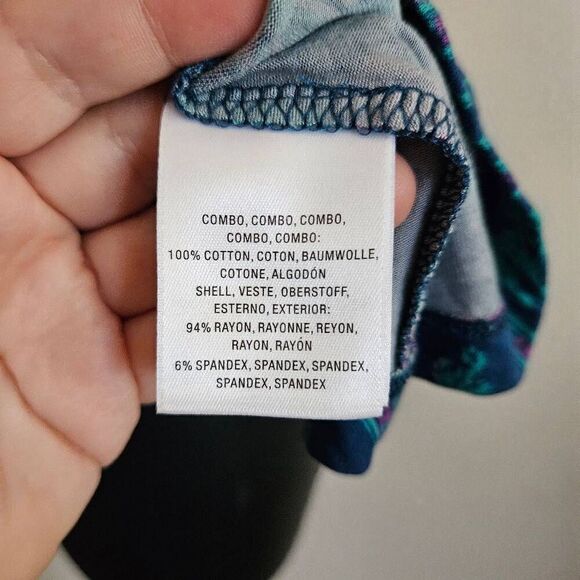 COMBO, COMBO, COMBO,
COMBO, COMBO:
100% COTTON, COTON, BAUMWOLLE,
COTONE, ALGODÓN
SHELL, VESTE, OBERSTOFF,
ESTERNO, EXTERIOR:
94% RAYON, RAYONNE, REYON,
RAYON, RAYÓN
6% SPANDEX, SPANDEX, SPANDEX,
SPANDEX, SPANDEX